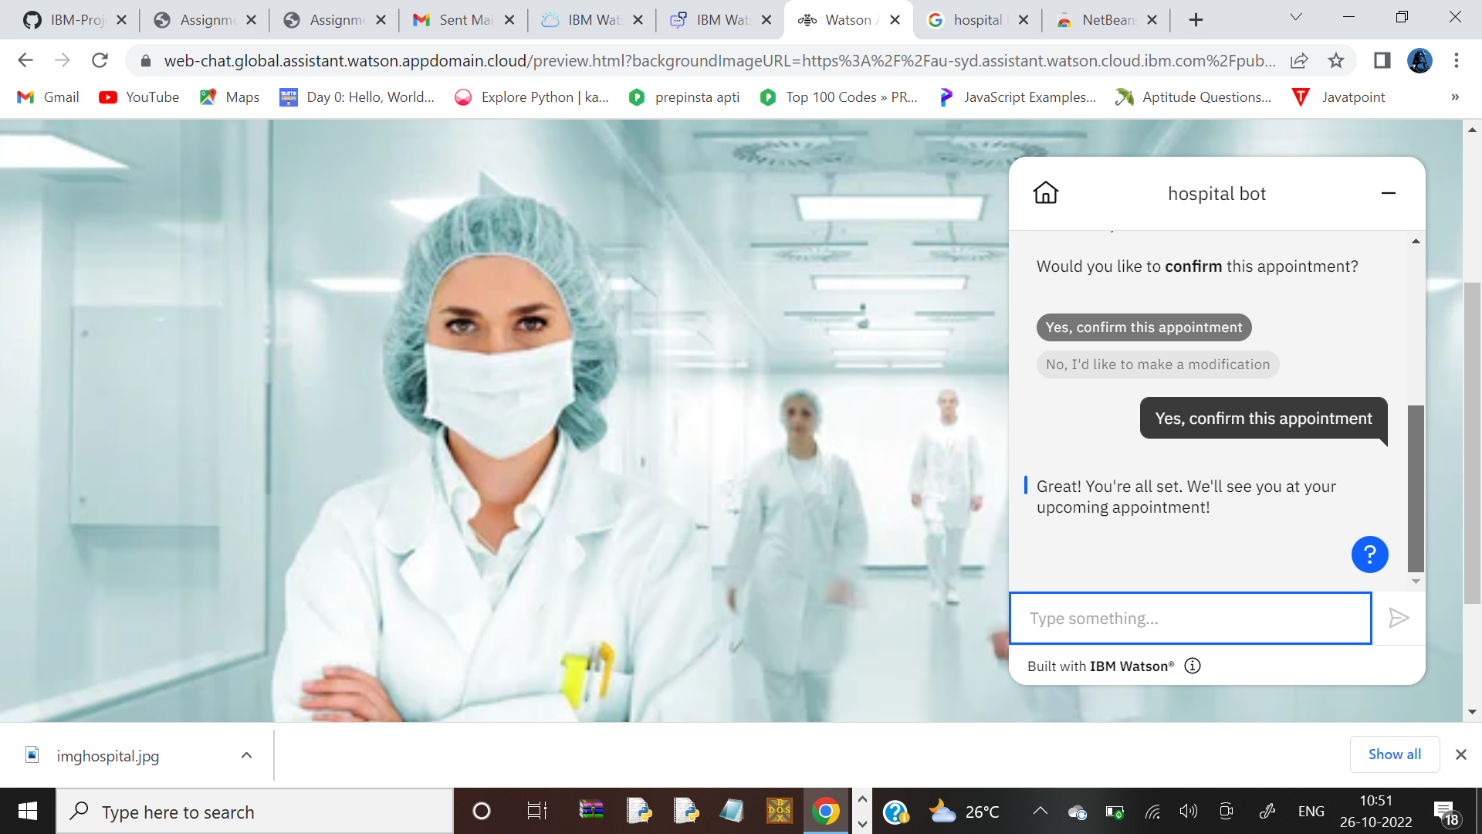 IBM-Proj
Assignme
Assignme
Sent Mai
IBM Wat
IBM Wat
Watson A
hospital
NetBean
web-chat.global.assistant.watson.appdomain.cloud/preview.html?backgroundImageURL=https%3A%2F%2Fau-syd.assistant.watson.cloud.ibm.com%2Fpub...
Gmail
YouTube
Maps
Day 0: Hello, World...
Explore Python | ka...
prepinsta apti
Top 100 Codes » PR...
JavaScript Examples...
Aptitude Questions...
Javatpoint
»
hospital bot
Would you like to confirm this appointment?
Yes, confirm this appointment
No, I'd like to make a modification
Yes, confirm this appointment
Great! You're all set. We'll see you at your
upcoming appointment!
?
Type something...
Built with IBM Watson®
imghospital.jpg
Show all
Type here to search
26°C
ENG
10:51
26-10-2022
18